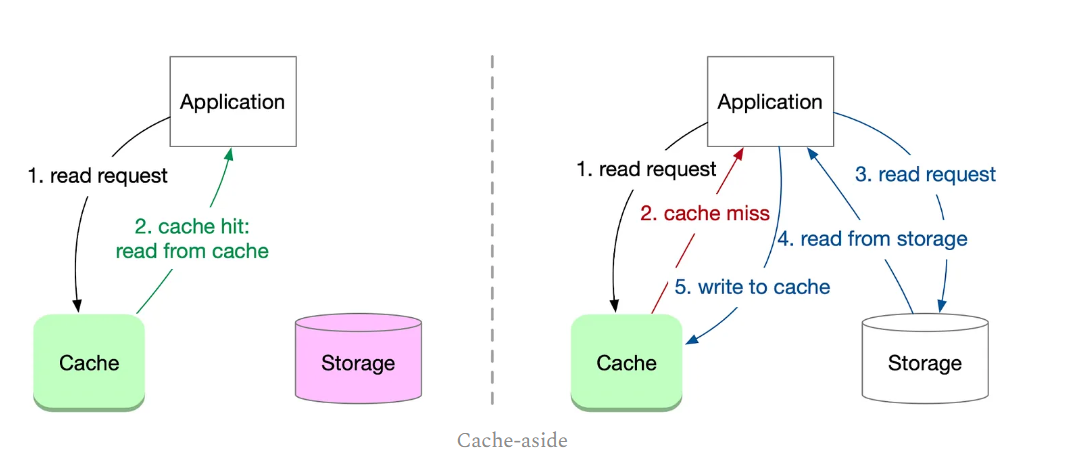 Application
1. read request
2. cache hit:
read from cache
Cache
Storage
Application
1. read request
2. cache miss
3. read request
4. read from storage
5. write to cache
Cache
Storage
Cache-aside